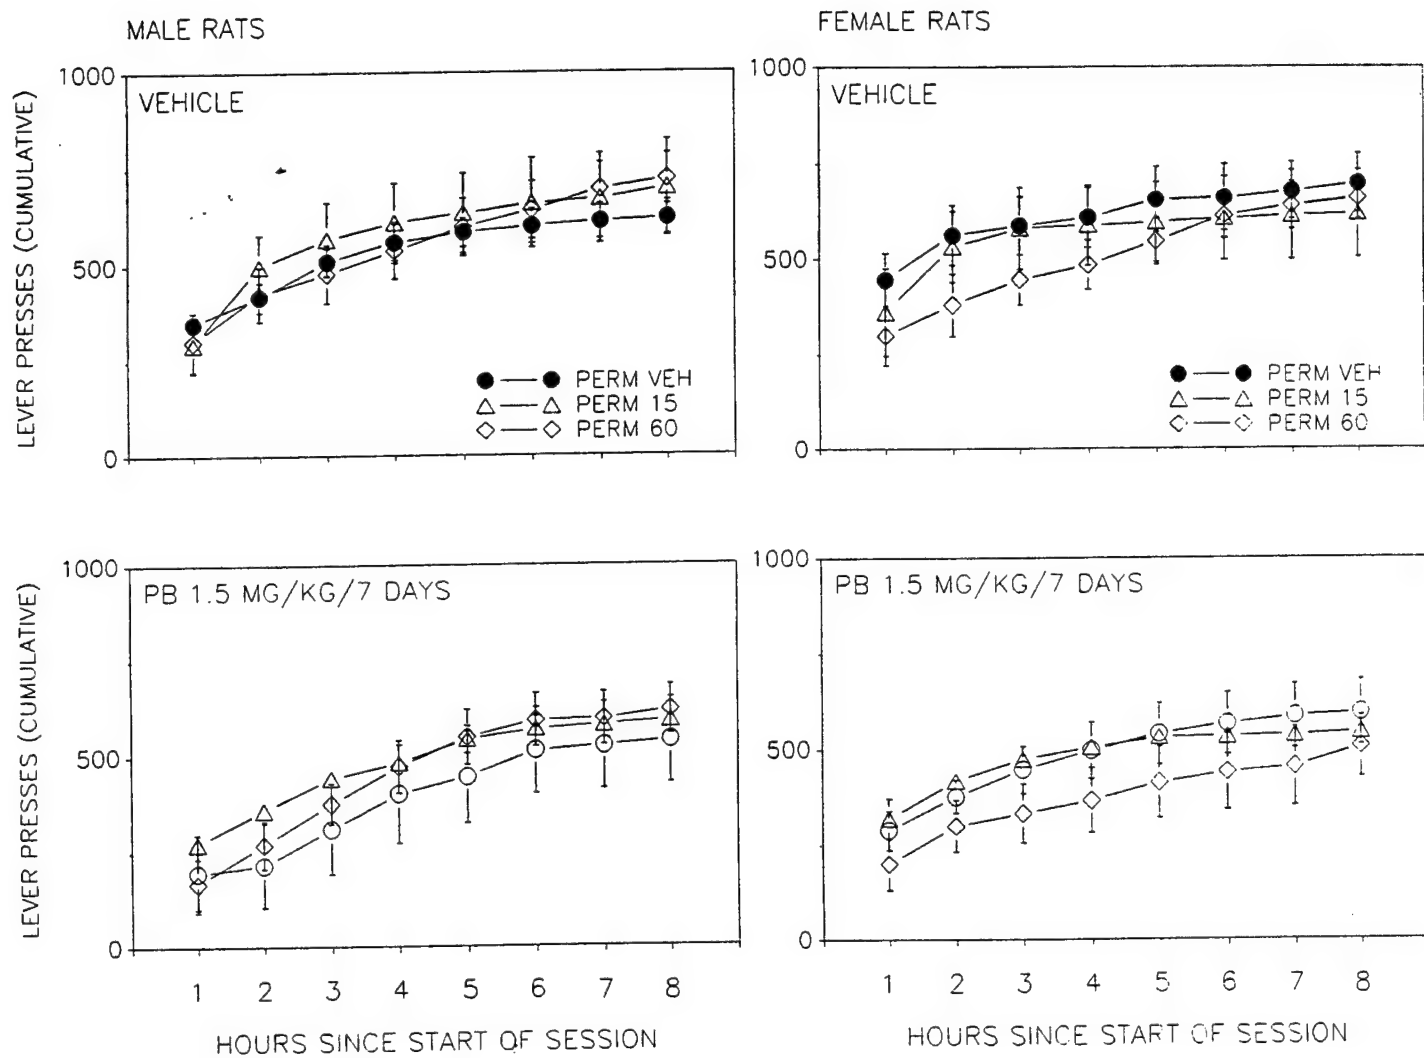 MALE RATS
LEVER PRESSES (CUMULATIVE)
1000
500
0
VEHICLE
PERM VEH
PERM 15
PERM 60
FEMALE RATS
1000
500
0
VEHICLE
PERM VEH
PERM 15
PERM 60
LEVER PRESSES (CUMULATIVE)
1000
500
0
PB 1.5 MG/KG/7 DAYS
1 2 3 4 5 6 7 8
HOURS SINCE START OF SESSION
1000
500
0
PB 1.5 MG/KG/7 DAYS
1 2 3 4 5 6 7 8
HOURS SINCE START OF SESSION